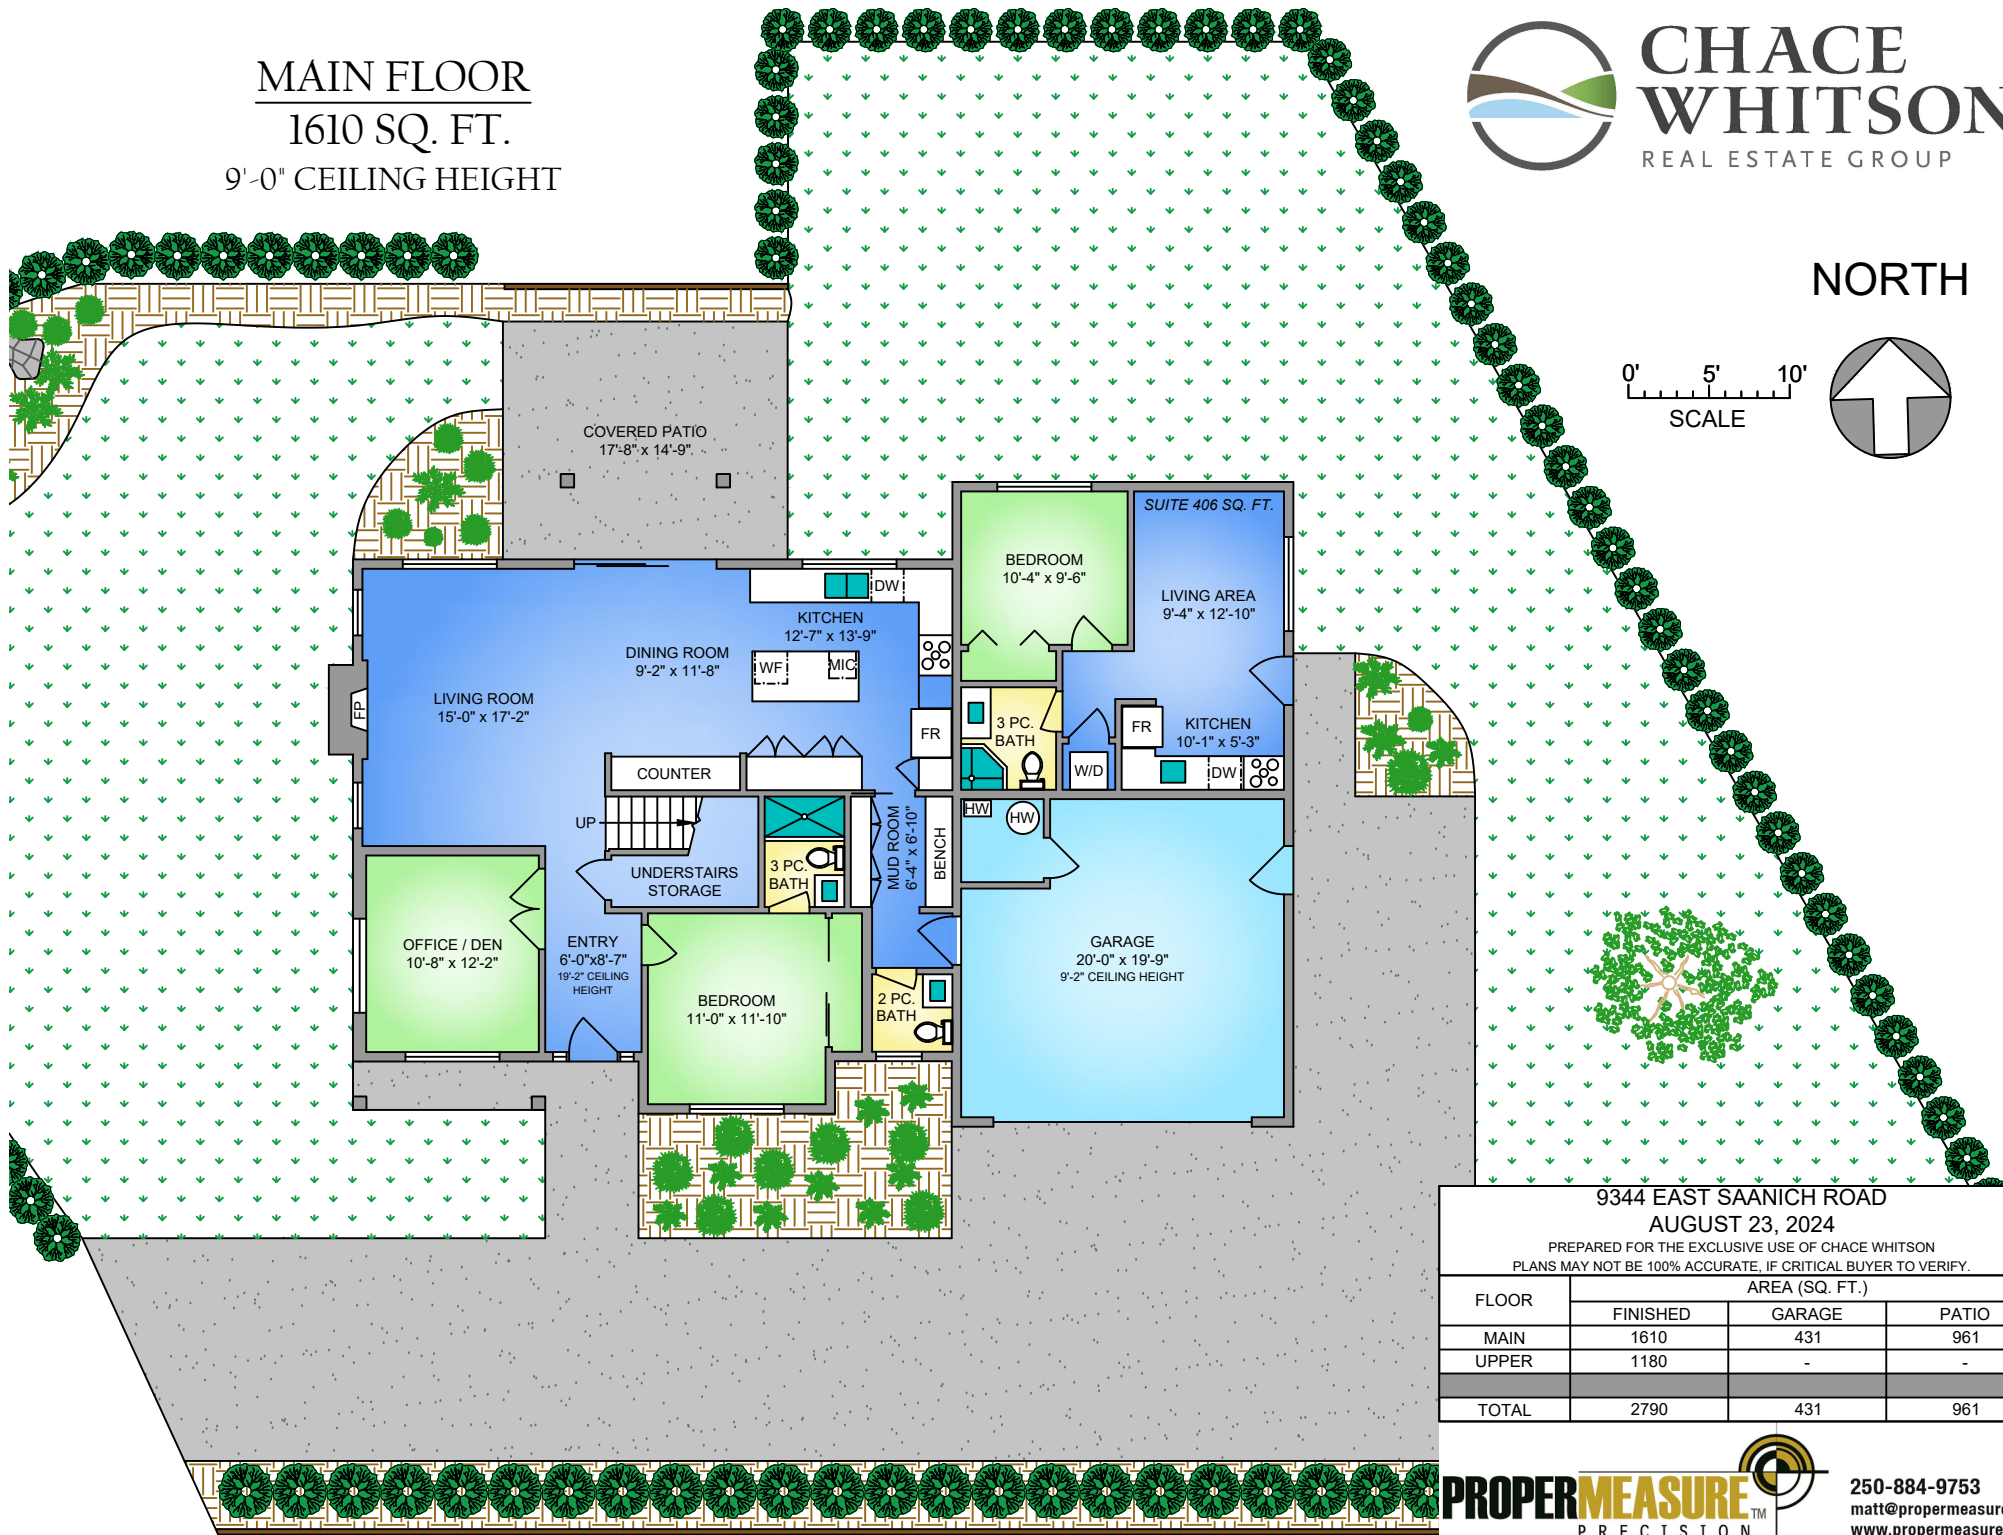 MAIN FLOOR
1610 SQ. FT.
9'-0" CEILING HEIGHT
CHACE
WHITSON
REAL ESTATE GROUP
NORTH
0' 5' 10'
SCALE
COVERED PATIO
17'-8" x 14'-9"
SUITE 406 SQ. FT.
BEDROOM
10'-4" x 9'-6"
LIVING AREA
9'-4" x 12'-10"
DW
KITCHEN
12'-7" x 13'-9"
DINING ROOM
9'-2" x 11'-8"
WF
MIC
LIVING ROOM
15'-0" x 17'-2"
FP
FR
3 PC.
BATH
FR
KITCHEN
10'-1" x 5'-3"
W/D
DW
COUNTER
UP
UNDERSTAIRS
STORAGE
3 PC.
BATH
MUD ROOM
6'-4" x 6'-10"
BENCH
HW
HW
OFFICE / DEN
10'-8" x 12'-2"
ENTRY
6'-0"x8'-7"
19'-2" CEILING
HEIGHT
BEDROOM
11'-0" x 11'-10"
2 PC.
BATH
GARAGE
20'-0" x 19'-9"
9'-2" CEILING HEIGHT
9344 EAST SAANICH ROAD
AUGUST 23, 2024
PREPARED FOR THE EXCLUSIVE USE OF CHACE WHITSON
PLANS MAY NOT BE 100% ACCURATE, IF CRITICAL BUYER TO VERIFY.
FLOOR AREA (SQ. FT.)
FINISHED GARAGE PATIO
MAIN 1610 431 961
UPPER 1180 - -
TOTAL 2790 431 961
PROPERMEASURE TM
PRECISION
250-884-9753
matt@propermeasure
www.propermeasure